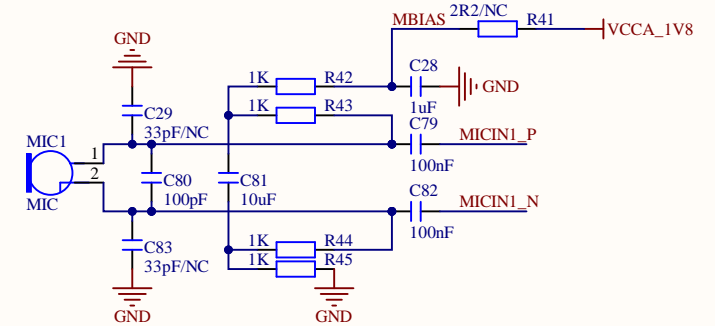 2R2/NC
MBIAS
R41
VCCA_1V8
GND
C28
1K
R42
GND
1uF
1K
R43
C29
C79
33pF/NC
MICIN1_P
MIC1
1
100nF
2
C80
C81
C82
MIC
100pF
10uF
MICIN1_N
100nF
1K
R44
C83
33pF/NC
1K
R45
GND
GND